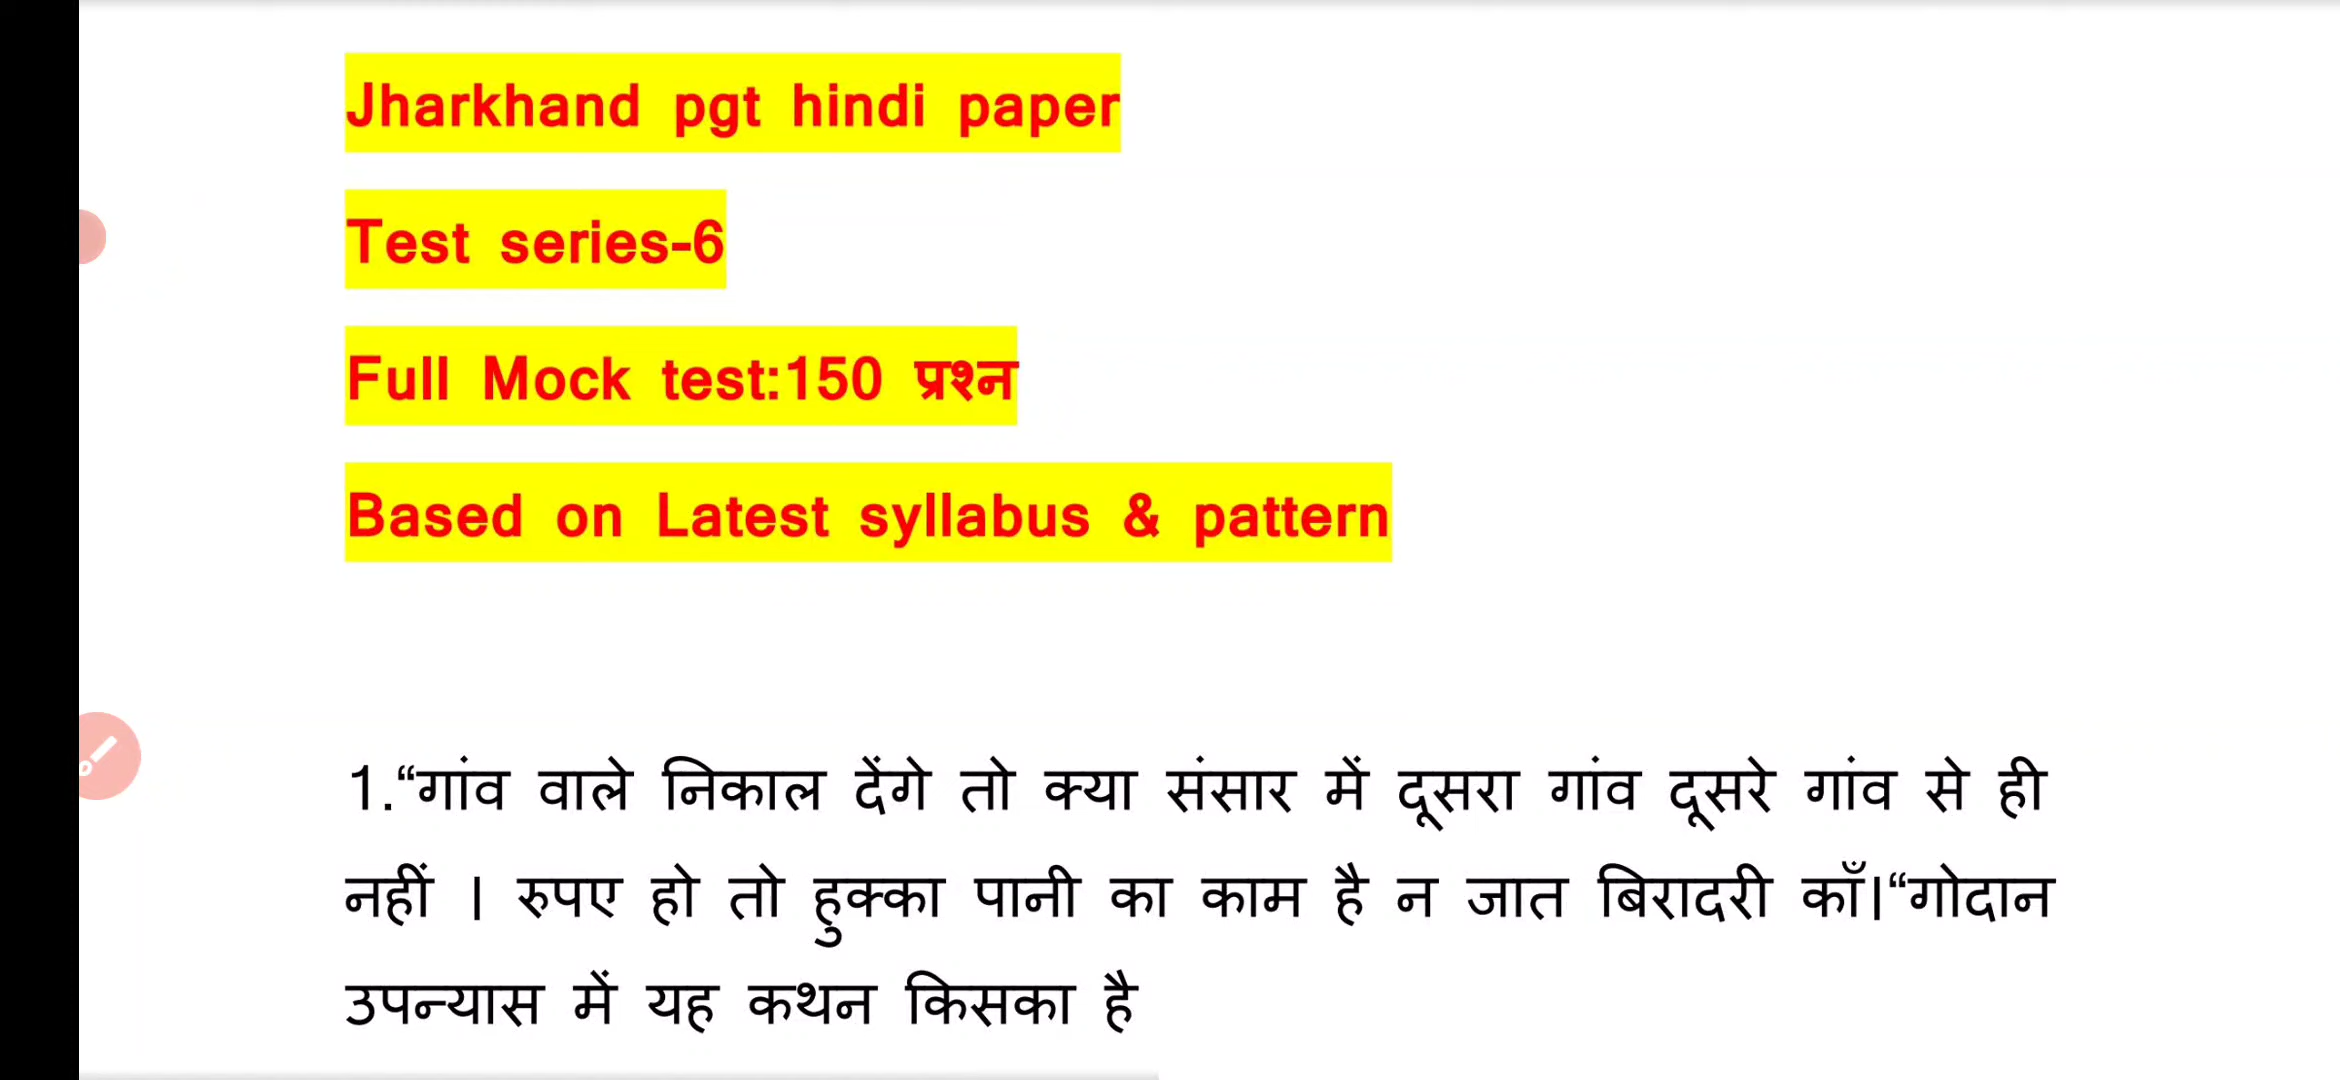 Jharkhand pgt hindi paper
Test series-6
Full Mock test:150 प्रश्न
Based on Latest syllabus & pattern
1.“गांव वाले निकाल देंगे तो क्या संसार में दूसरा गांव दूसरे गांव से ही
नहीं । रुपए हो तो हुक्का पानी का काम है न जात बिरादरी कॉँ|“गोदान
उपन्यास में यह कथन किसका है